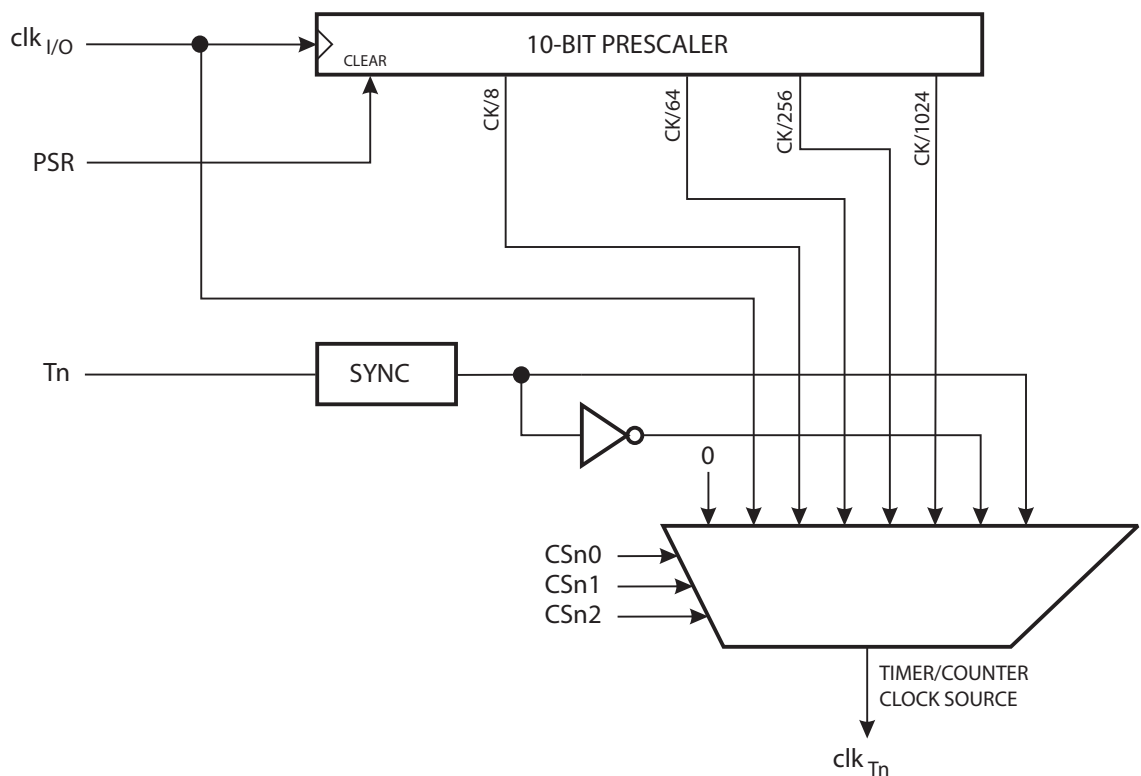 clk I/O
10-BIT PRESCALER
CLEAR
CK/8
CK/64
CK/256
CK/1024
PSR
Tn
SYNC
0
CSn0
CSn1
CSn2
TIMER/COUNTER
CLOCK SOURCE
clk Tn